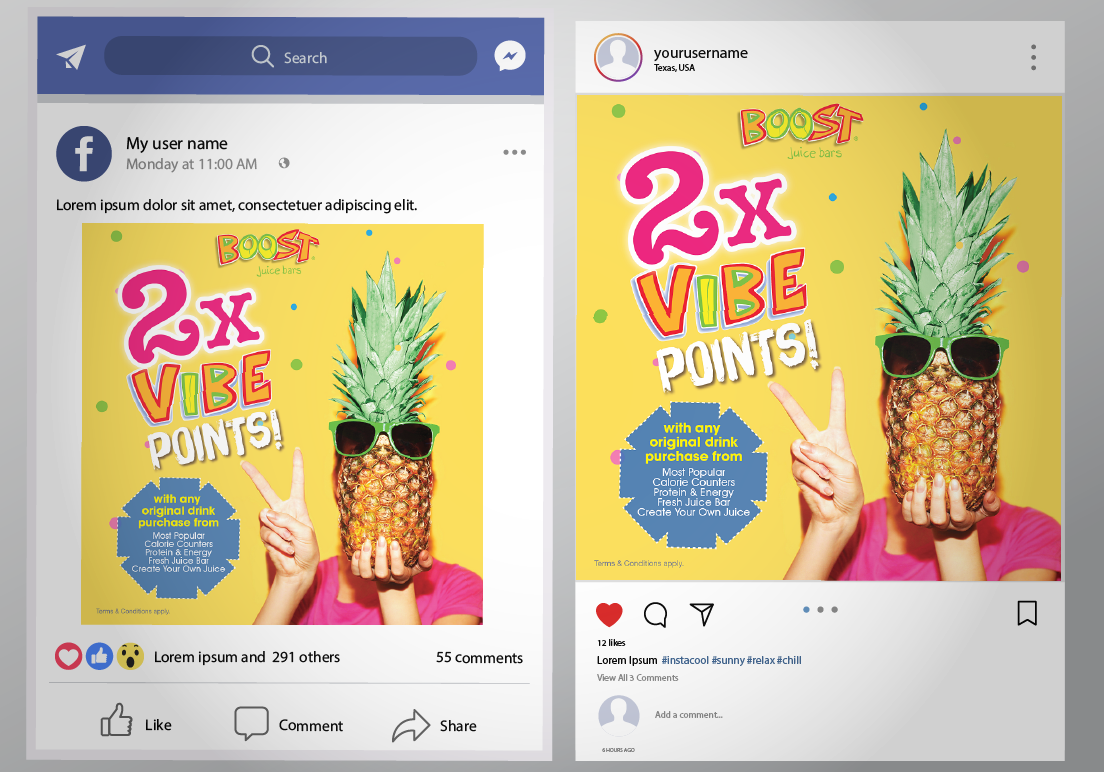 Search
My user name
Monday at 11:00 AM
Lorem ipsum dolor sit amet, consectetuer adipiscing elit.
BOOST
juice bars
2x
VIBE
POINTS!
with any
original drink
purchase from
Most Popular
Calorie Counters
Protein & Energy
Fresh Juice Bar
Create Your Own Juice
Terms & Conditions apply.
Lorem ipsum and 291 others
55 comments
Like
Comment
Share
yourusername
Texas, USA
BOOST
juice bars
2x
VIBE
POINTS!
with any
original drink
purchase from
Most Popular
Calorie Counters
Protein & Energy
Fresh Juice Bar
Create Your Own Juice
Terms & Conditions apply.
12 likes
Lorem Ipsum #instacool #sunny #relax #chill
View All 3 Comments
Add a comment...
6 HOURS AGO